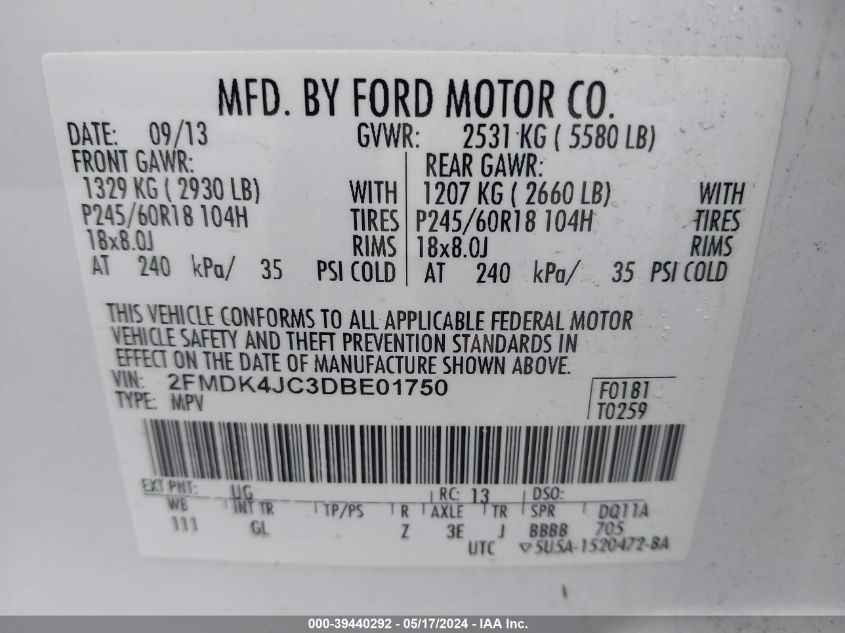 MFD. BY FORD MOTOR CO.
DATE: 09/13 GVWR: 2531 KG ( 5580 LB)
FRONT GAWR: REAR GAWR:
1329 KG ( 2930 LB) WITH 1207 KG ( 2660 LB) WITH
P245/60R18 104H TIRES P245/60R18 104H TIRES
18x8.0J RIMS 18x8.0J RIMS
AT 240 kPa/ 35 PSI COLD AT 240 kPa/ 35 PSI COLD
THIS VEHICLE CONFORMS TO ALL APPLICABLE FEDERAL MOTOR
VEHICLE SAFETY AND THEFT PREVENTION STANDARDS IN
EFFECT ON THE DATE OF MANUFACTURE SHOWN ABOVE.
VIN: 2FMDK4JC3DBE01750 F0181
TYPE: MPV T0259
EXT PNT: UG RC: 13 DSO:
WB INT TR TP/PS R AXLE TR SPR DQ11A
111 GL Z 3E J BBBB 705
UTC ▽5U5A-1520472-BA
000-39440292 - 05/17/2024 - IAA Inc.